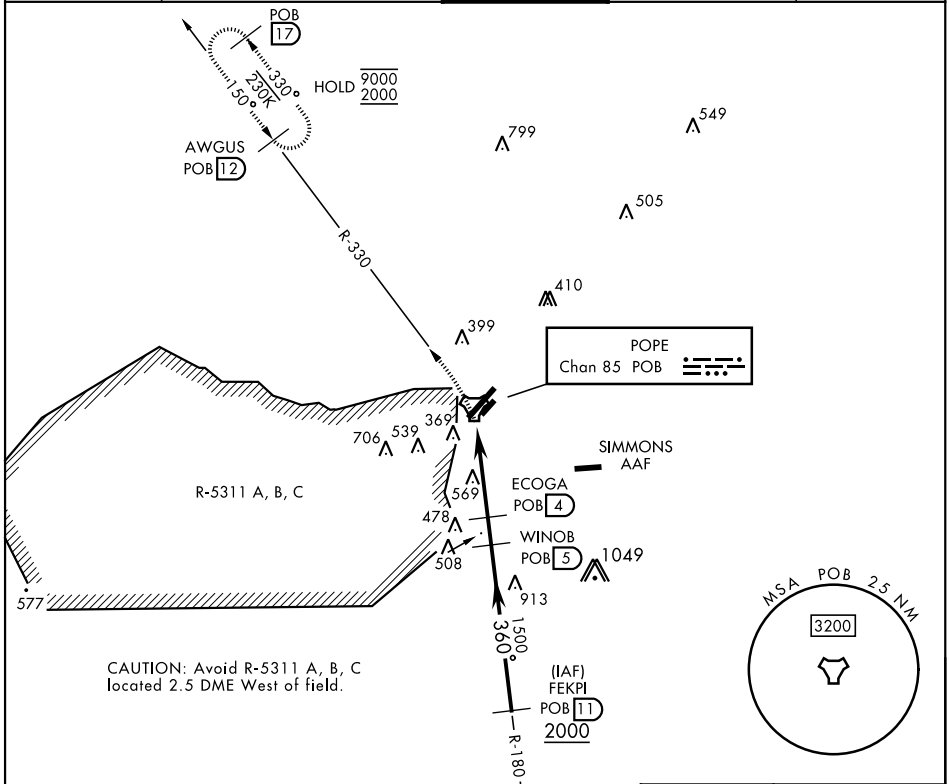 POB
17
330°
230K
150°
HOLD 9000
2000
AWGUS
POB 12
799
549
505
R-330
410
399
POPE
Chan 85 POB
369
706
539
SIMMONS
AAF
R-5311 A, B, C
569
ECOGA
POB 4
478
WINOB
POB 5
508
1049
913
577
1500
360°
MSA POB 25 NM
3200
CAUTION: Avoid R-5311 A, B, C
located 2.5 DME West of field.
(IAF)
FEKPI
POB 11
2000
R-180